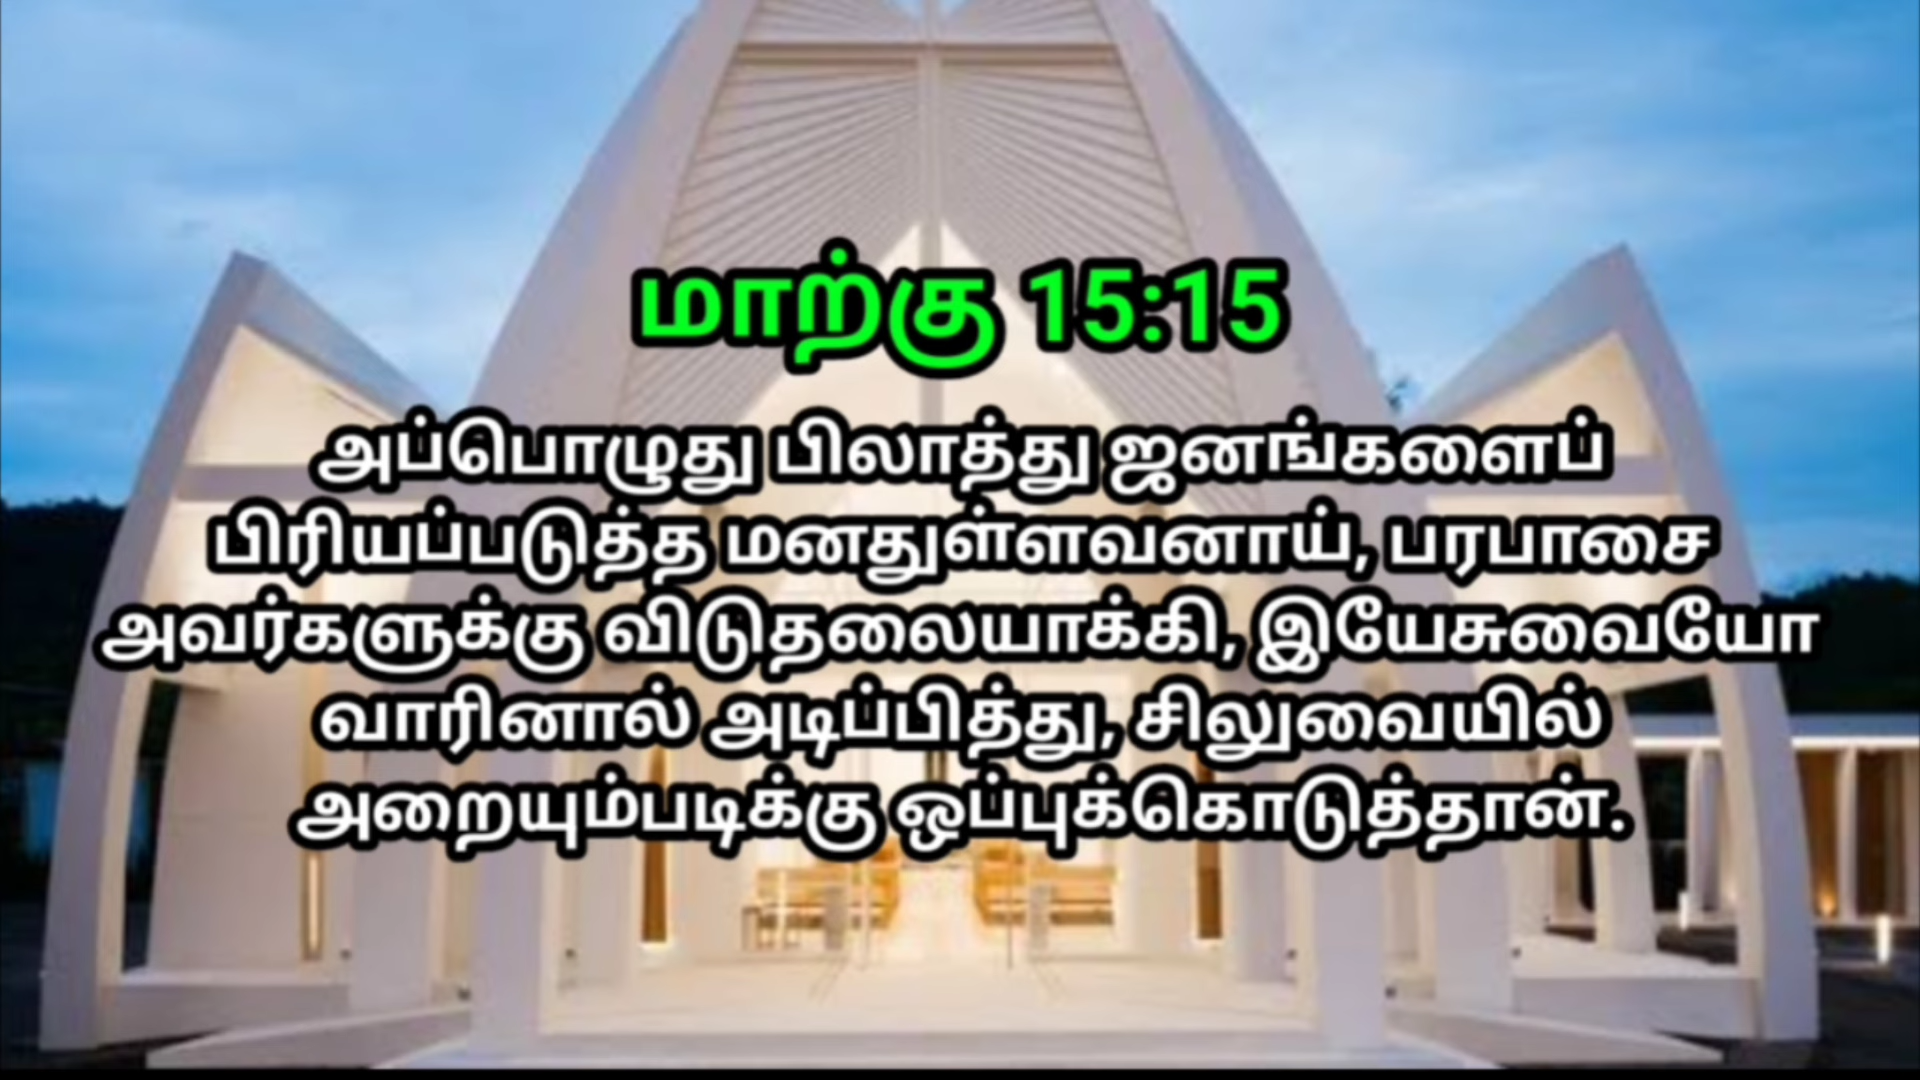 மாற்கு 15:15
அப்பொழுது பிலாத்து ஜனங்களைப்
பிரியப்படுத்த மனதுள்ளவனாய், பரபாசை
அவர்களுக்கு விடுதலையாக்கி, இயேசுவையோ
வாரினால் அடிப்பித்து, சிலுவையில்
அறையும்படிக்கு ஒப்புக்கொடுத்தான்.